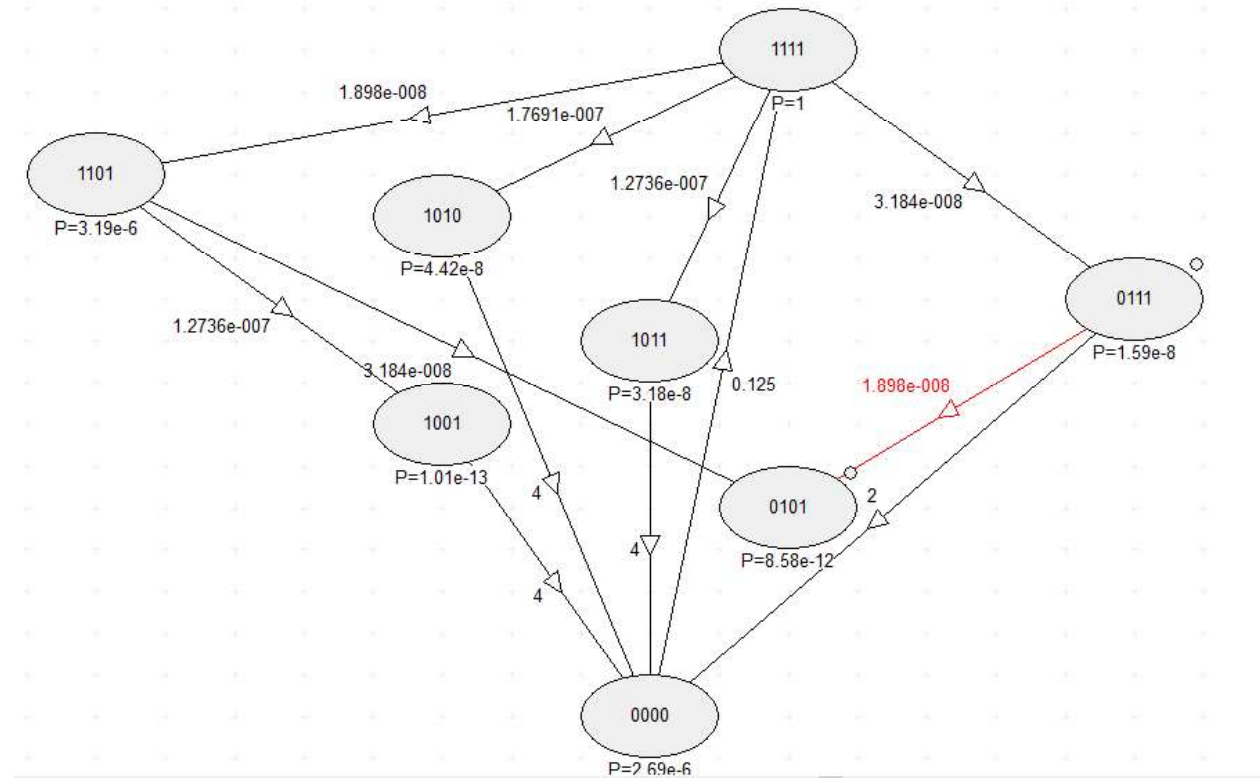 1111
P=1
1.898e-008
1.7691e-007
1101
P=3.19e-6
1010
P=4.42e-8
1.2736e-007
3.184e-008
0111
P=1.59e-8
1.2736e-007
3.184e-008
1011
P=3.18e-8
0.125
1.898e-008
1001
P=1.01e-13
4
4
2
0101
P=8.58e-12
4
0000
P=2.69e-6